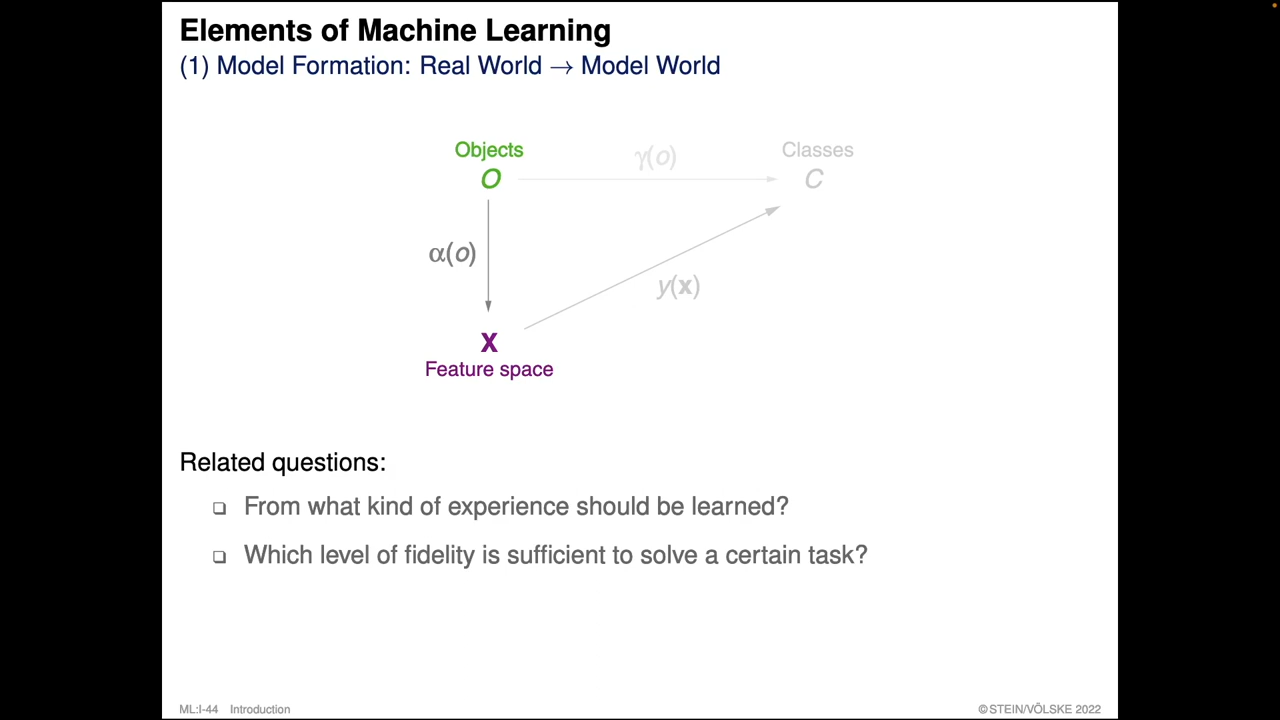 Elements of Machine Learning
(1) Model Formation: Real World → Model World
Objects
O
γ(o)
Classes
C
α(o)
y(x)
X
Feature space
Related questions:
❑ From what kind of experience should be learned?
❑ Which level of fidelity is sufficient to solve a certain task?
ML:I-44 Introduction
© STEIN/VÖLSKE 2022